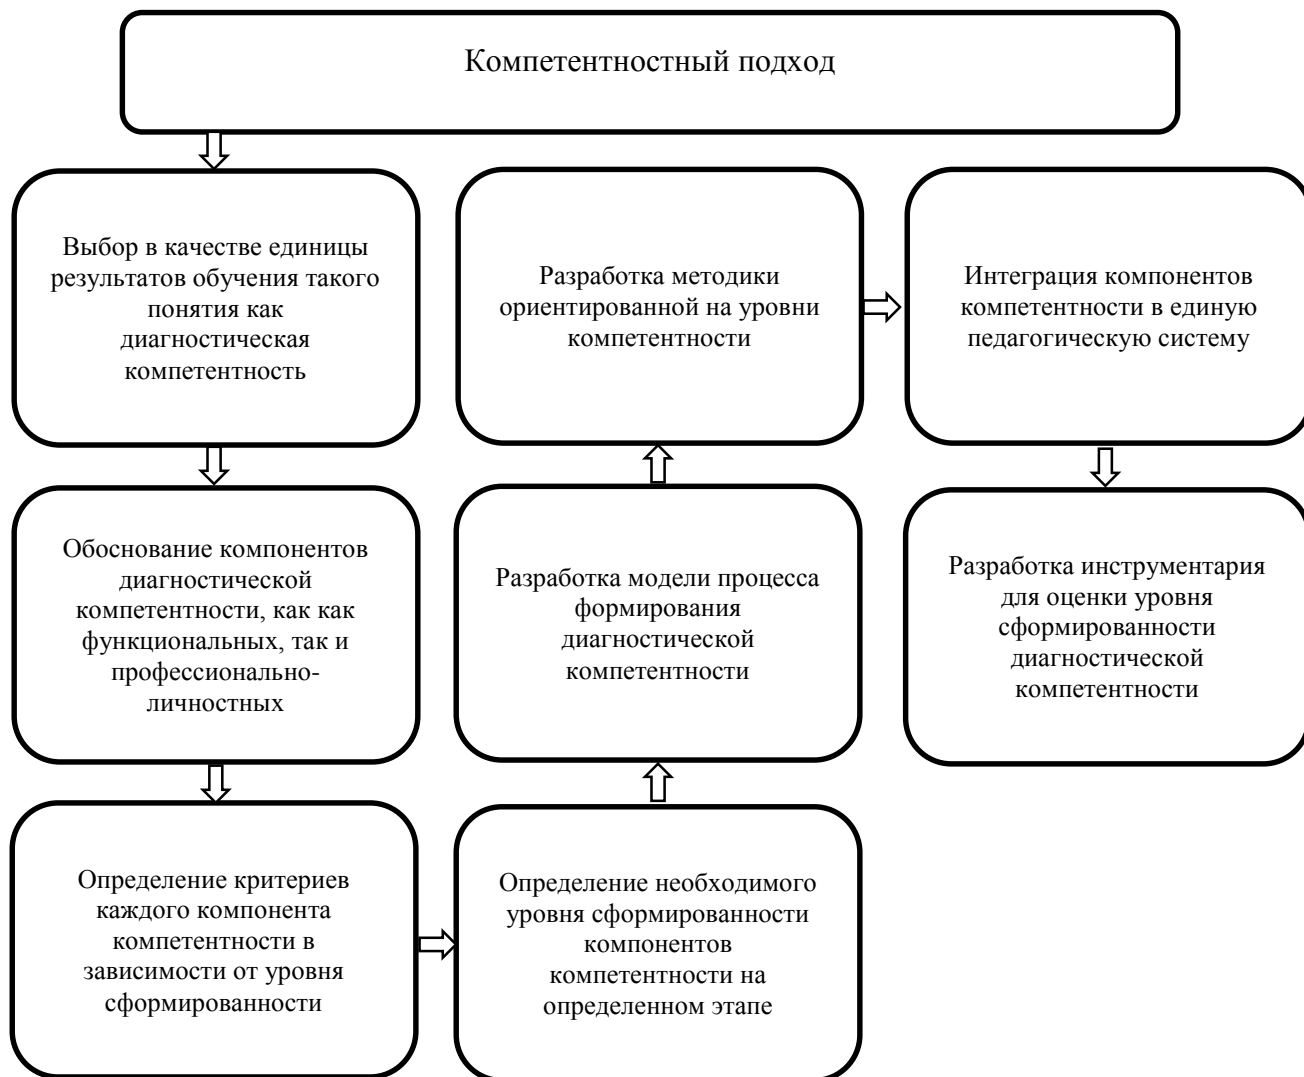 Компетентностный подход
Выбор в качестве единицы
результатов обучения такого
понятия как
диагностическая
компетентность
Обоснование компонентов
диагностической
компетентности, как как
функциональных, так и
профессионально-
личностных
Определение критериев
каждого компонента
компетентности в
зависимости от уровня
сформированности
Определение необходимого
уровня сформированности
компонентов
компетентности на
определенном этапе
Разработка модели процесса
формирования
диагностической
компетентности
Разработка методики
ориентированной на уровни
компетентности
Интеграция компонентов
компетентности в единую
педагогическую систему
Разработка инструментария
для оценки уровня
сформированности
диагностической
компетентности